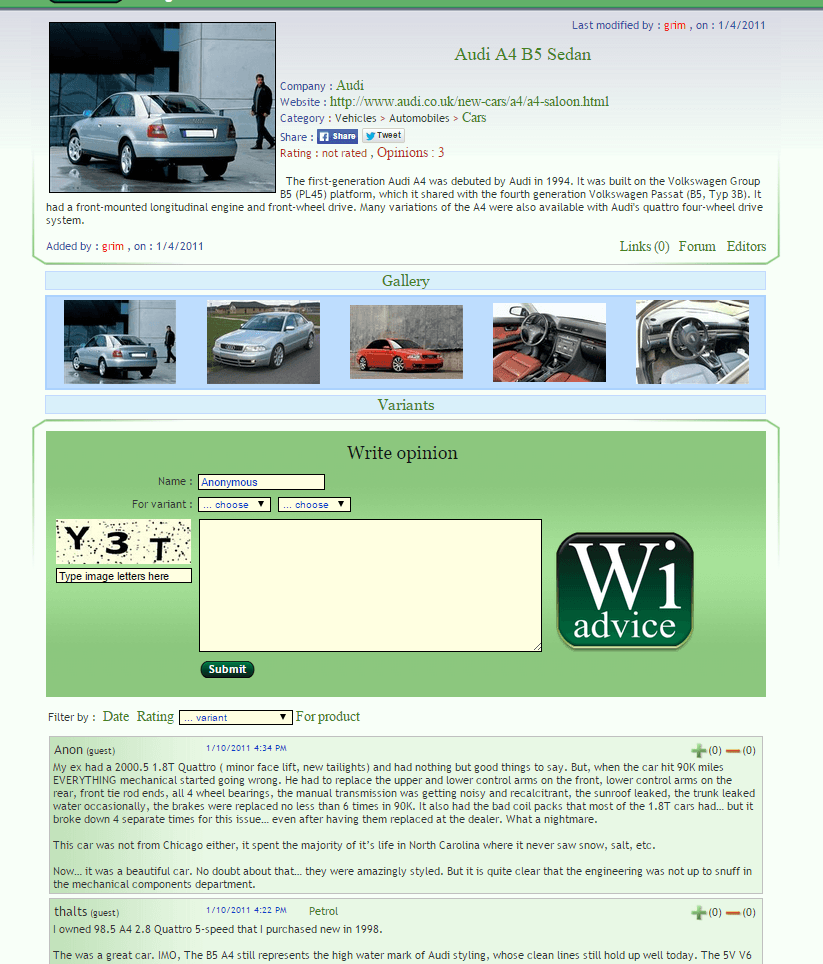 Last modified by : grim , on : 1/4/2011
Audi A4 B5 Sedan
Company : Audi
Website : http://www.audi.co.uk/new-cars/a4/a4-saloon.html
Category : Vehicles > Automobiles > Cars
Share : Share Tweet
Rating : not rated , Opinions : 3
The first-generation Audi A4 was debuted by Audi in 1994. It was built on the Volkswagen Group
B5 (PL45) platform, which it shared with the fourth generation Volkswagen Passat (B5, Typ 3B). It
had a front-mounted longitudinal engine and front-wheel drive. Many variations of the A4 were also available with Audi's quattro four-wheel drive
system.
Added by : grim , on : 1/4/2011
Links (0) Forum Editors
Gallery
Variants
Write opinion
Name : Anonymous
For variant : ... choose ... choose
Y 3 T
Type image letters here
Wi
advice
Submit
Filter by : Date Rating ... variant For product
Anon (guest) 1/10/2011 4:34 PM (0) (0)
My ex had a 2000.5 1.8T Quattro ( minor face lift, new tailights) and had nothing but good things to say. But, when the car hit 90K miles
EVERYTHING mechanical started going wrong. He had to replace the upper and lower control arms on the front, lower control arms on the
rear, front tie rod ends, all 4 wheel bearings, the manual transmission was getting noisy and recalcitrant, the sunroof leaked, the trunk leaked
water occasionally, the brakes were replaced no less than 6 times in 90K. It also had the bad coil packs that most of the 1.8T cars had... but it
broke down 4 separate times for this issue... even after having them replaced at the dealer. What a nightmare.
This car was not from Chicago either, it spent the majority of it's life in North Carolina where it never saw snow, salt, etc.
Now... it was a beautiful car. No doubt about that... they were amazingly styled. But it is quite clear that the engineering was not up to snuff in
the mechanical components department.
thalts (guest) 1/10/2011 4:22 PM Petrol (0) (0)
I owned 98.5 A4 2.8 Quattro 5-speed that I purchased new in 1998.
The was a great car. IMO, The B5 A4 still represents the high water mark of Audi styling, whose clean lines still hold up well today. The 5V V6